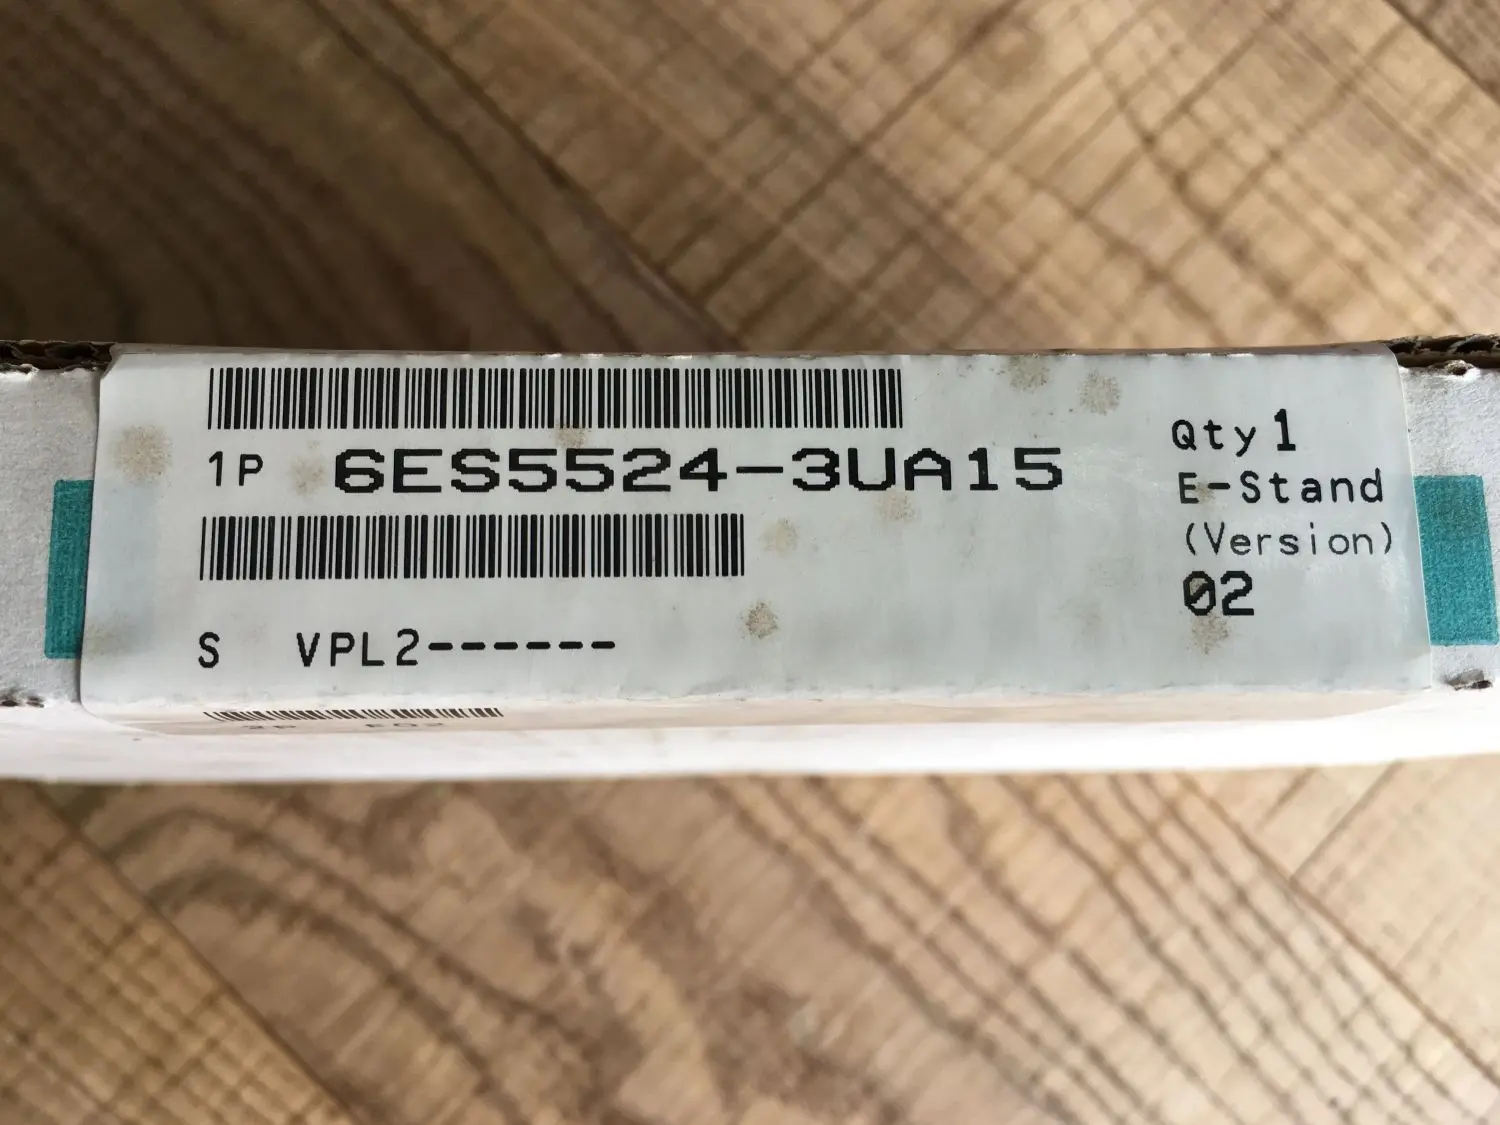 1P 6ES5524-3UA15
Qty 1
E-Stand
(Version)
02
S VPL2------